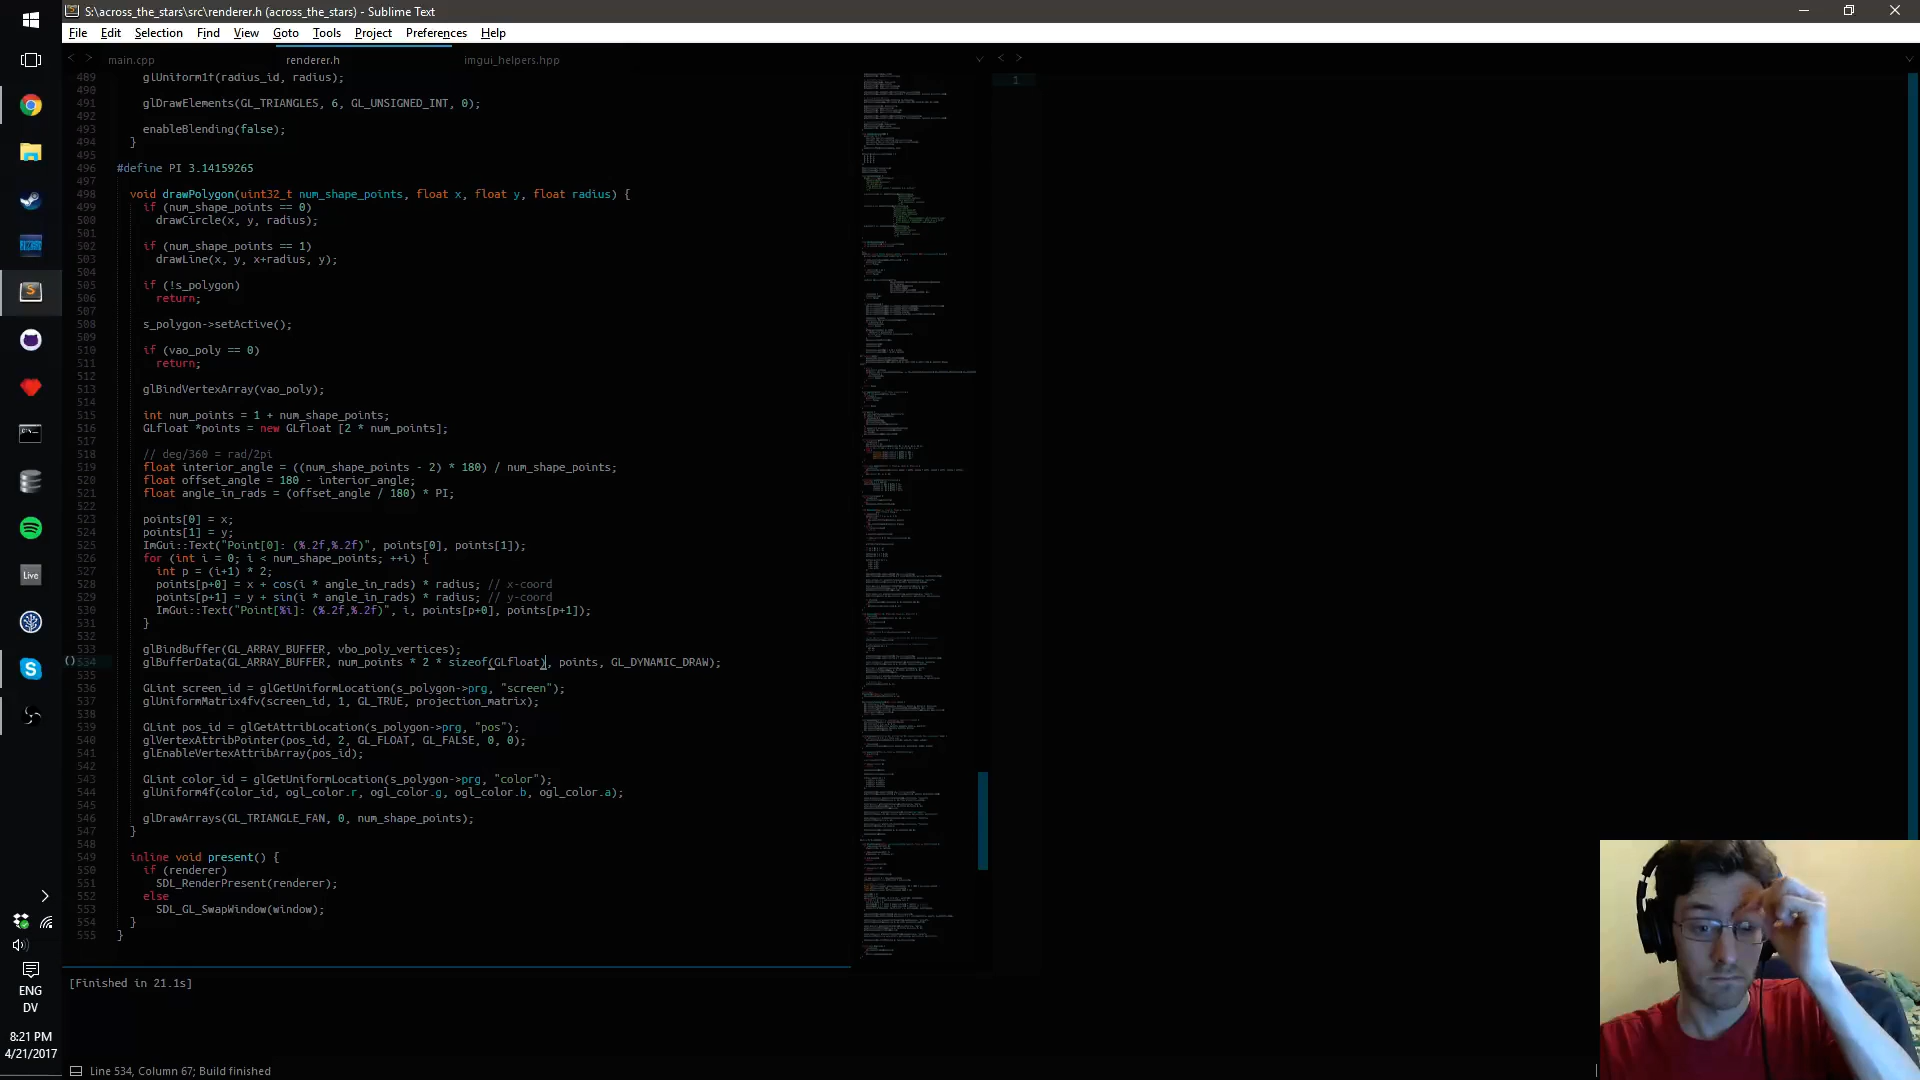 S:\across_the_stars\src\renderer.h (across_the_stars) - Sublime Text
File Edit Selection Find View Goto Tools Project Preferences Help
main.cpp renderer.h imgui_helpers.hpp
489 glUniform1f(radius_id, radius);
490
491 glDrawElements(GL_TRIANGLES, 6, GL_UNSIGNED_INT, 0);
492
493 enableBlending(false);
494 }
495
496 #define PI 3.14159265
497
498 void drawPolygon(uint32_t num_shape_points, float x, float y, float radius) {
499 if (num_shape_points == 0)
500 drawCircle(x, y, radius);
501
502 if (num_shape_points == 1)
503 drawLine(x, y, x+radius, y);
504
505 if (!s_polygon)
506 return;
507
508 s_polygon->setActive();
509
510 if (vao_poly == 0)
511 return;
512
513 glBindVertexArray(vao_poly);
514
515 int num_points = 1 + num_shape_points;
516 GLfloat *points = new GLfloat [2 * num_points];
517
518 // deg/360 = rad/2pi
519 float interior_angle = ((num_shape_points - 2) * 180) / num_shape_points;
520 float offset_angle = 180 - interior_angle;
521 float angle_in_rads = (offset_angle / 180) * PI;
522
523 points[0] = x;
524 points[1] = y;
525 ImGui::Text("Point[0]: (%.2f,%.2f)", points[0], points[1]);
526 for (int i = 0; i < num_shape_points; ++i) {
527 int p = (i+1) * 2;
528 points[p+0] = x + cos(i * angle_in_rads) * radius; // x-coord
529 points[p+1] = y + sin(i * angle_in_rads) * radius; // y-coord
530 ImGui::Text("Point[%i]: (%.2f,%.2f)", i, points[p+0], points[p+1]);
531 }
532
533 glBindBuffer(GL_ARRAY_BUFFER, vbo_poly_vertices);
534 glBufferData(GL_ARRAY_BUFFER, num_points * 2 * sizeof(GLfloat), points, GL_DYNAMIC_DRAW);
535
536 GLint screen_id = glGetUniformLocation(s_polygon->prg, "screen");
537 glUniformMatrix4fv(screen_id, 1, GL_TRUE, projection_matrix);
538
539 GLint pos_id = glGetAttribLocation(s_polygon->prg, "pos");
540 glVertexAttribPointer(pos_id, 2, GL_FLOAT, GL_FALSE, 0, 0);
541 glEnableVertexAttribArray(pos_id);
542
543 GLint color_id = glGetUniformLocation(s_polygon->prg, "color");
544 glUniform4f(color_id, ogl_color.r, ogl_color.g, ogl_color.b, ogl_color.a);
545
546 glDrawArrays(GL_TRIANGLE_FAN, 0, num_shape_points);
547 }
548
549 inline void present() {
550 if (renderer)
551 SDL_RenderPresent(renderer);
552 else
553 SDL_GL_SwapWindow(window);
554 }
555 }
1
[Finished in 21.1s]
Live
ENG
DV
8:21 PM
4/21/2017
Line 534, Column 67; Build finished